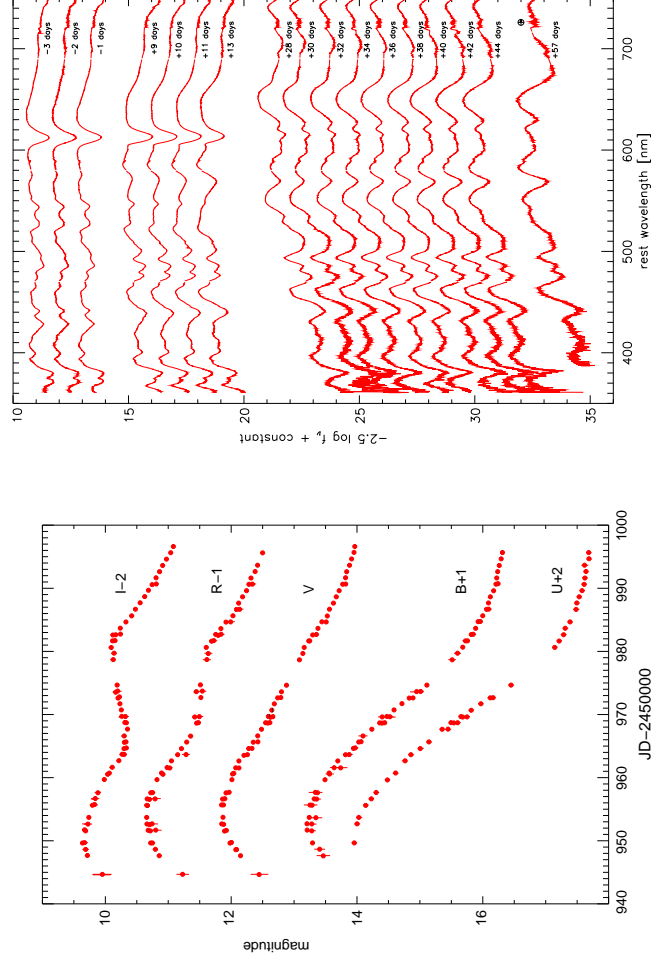 10
12
14
16
magnitude
940
950
960
970
980
990
1000
JD−2450000
I−2
R−1
V
B+1
U+2
10
15
20
25
30
35
−2.5 log fν + constant
400
500
600
700
rest wavelength [nm]
−3 days
−2 days
−1 days
+9 days
+10 days
+11 days
+13 days
+28 days
+30 days
+32 days
+34 days
+36 days
+38 days
+40 days
+42 days
+44 days
+57 days
⊕